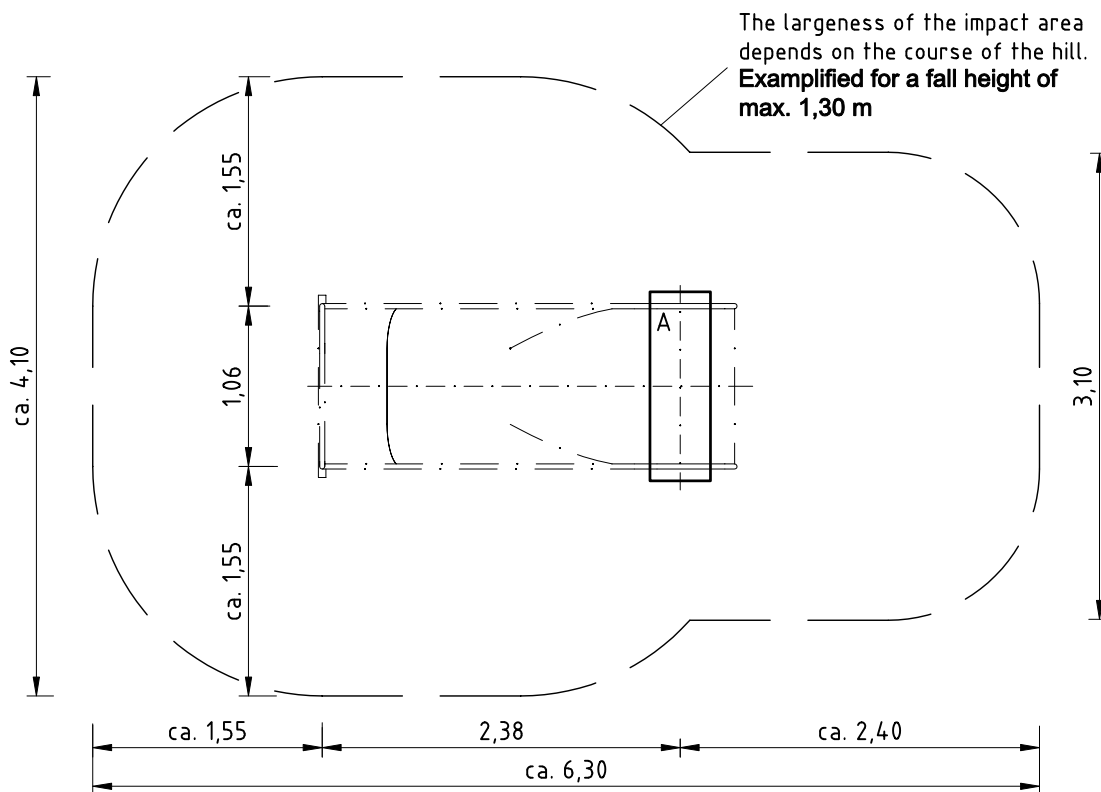 The largeness of the impact area
depends on the course of the hill.
Examplified for a fall height of
max. 1,30 m
ca. 1,55
ca. 4,10
1,06
A
3,10
ca. 1,55
ca. 1,55
2,38
ca. 2,40
ca. 6,30